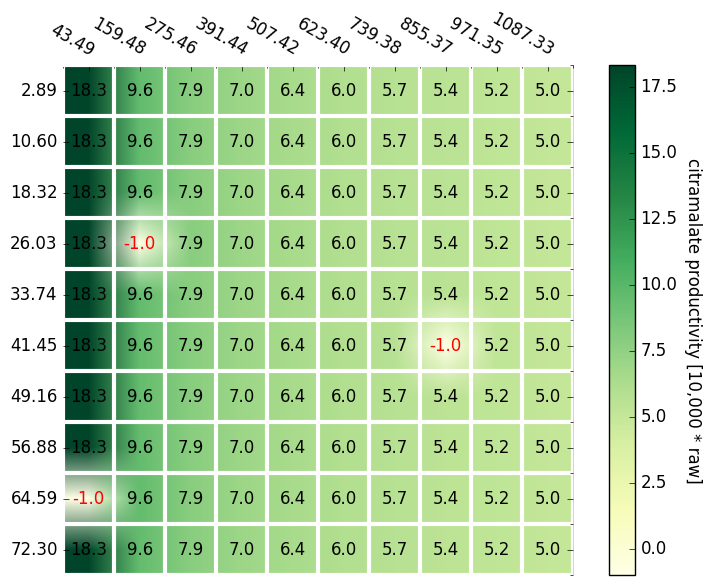 43.49 159.48 275.46 391.44 507.42 623.40 739.38 855.37 971.35 1087.33
2.89 18.3 9.6 7.9 7.0 6.4 6.0 5.7 5.4 5.2 5.0
10.60 18.3 9.6 7.9 7.0 6.4 6.0 5.7 5.4 5.2 5.0
18.32 18.3 9.6 7.9 7.0 6.4 6.0 5.7 5.4 5.2 5.0
26.03 18.3 -1.0 7.9 7.0 6.4 6.0 5.7 5.4 5.2 5.0
33.74 18.3 9.6 7.9 7.0 6.4 6.0 5.7 5.4 5.2 5.0
41.45 18.3 9.6 7.9 7.0 6.4 6.0 5.7 -1.0 5.2 5.0
49.16 18.3 9.6 7.9 7.0 6.4 6.0 5.7 5.4 5.2 5.0
56.88 18.3 9.6 7.9 7.0 6.4 6.0 5.7 5.4 5.2 5.0
64.59 -1.0 9.6 7.9 7.0 6.4 6.0 5.7 5.4 5.2 5.0
72.30 18.3 9.6 7.9 7.0 6.4 6.0 5.7 5.4 5.2 5.0
17.5
15.0
12.5
10.0
7.5
5.0
2.5
0.0
citramalate productivity [10,000 * raw]